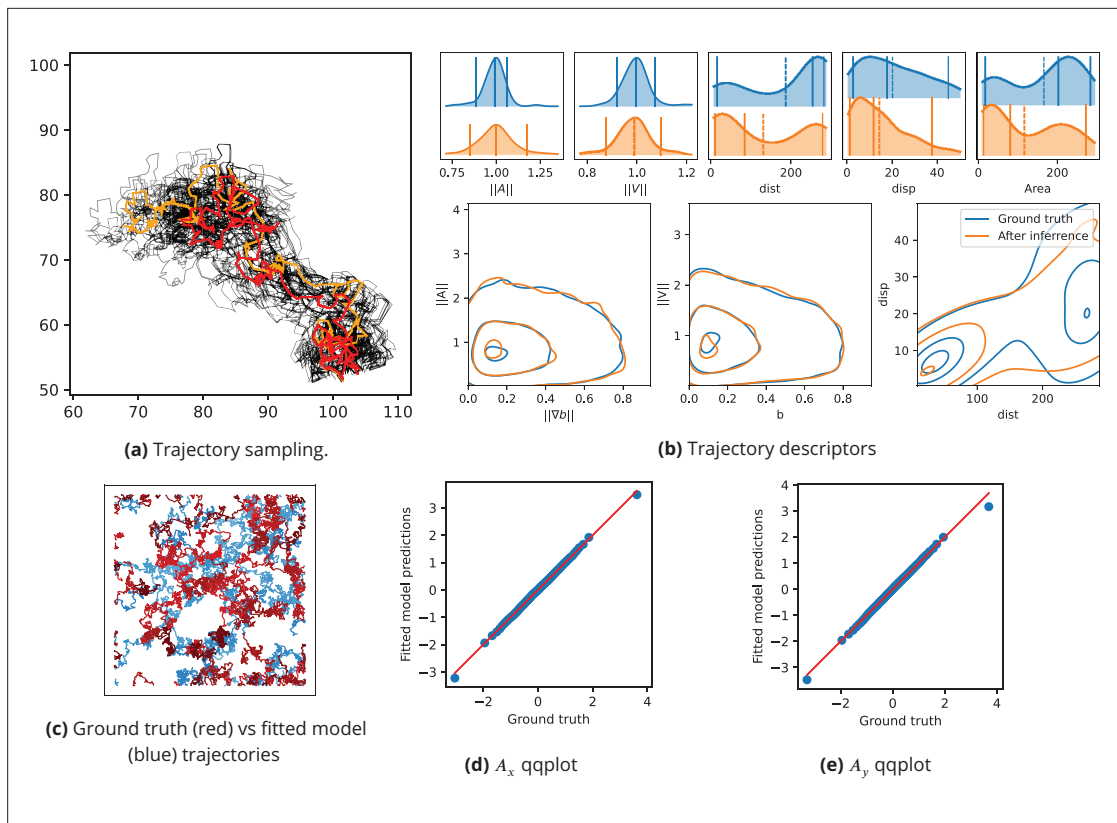 100
90
80
70
60
50
60 70 80 90 100 110
(a) Trajectory sampling.
0.75 1.00 1.25
||A||
1.0 1.2
||V||
0 200
dist
0 20 40
disp
0 200
Area
4
3
2
1
0
||A||
0.0 0.2 0.4 0.6 0.8
||∇b||
3
2
1
0
||V||
0.0 0.2 0.4 0.6 0.8
b
Ground truth
After inferrence
40
30
20
10
disp
100 200
dist
(b) Trajectory descriptors
(c) Ground truth (red) vs fitted model
(blue) trajectories
3
2
1
0
−1
−2
−3
Fitted model predictions
−2 0 2 4
Ground truth
(d) Ax qqplot
4
3
2
1
0
−1
−2
−3
Fitted model predictions
−2 0 2 4
Ground truth
(e) Ay qqplot